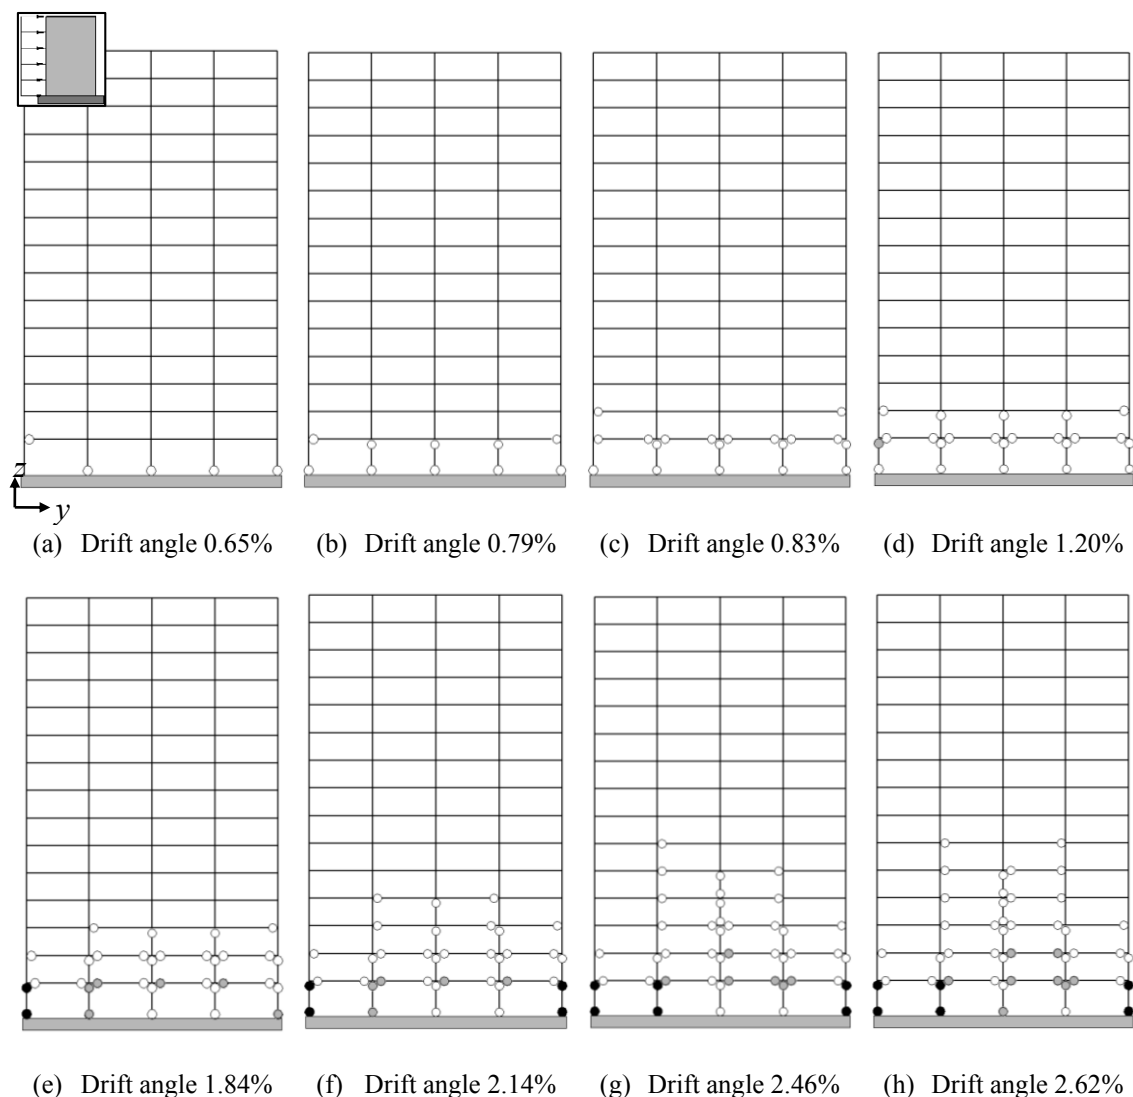 z
y
(a) Drift angle 0.65%
(b) Drift angle 0.79%
(c) Drift angle 0.83%
(d) Drift angle 1.20%
(e) Drift angle 1.84%
(f) Drift angle 2.14%
(g) Drift angle 2.46%
(h) Drift angle 2.62%